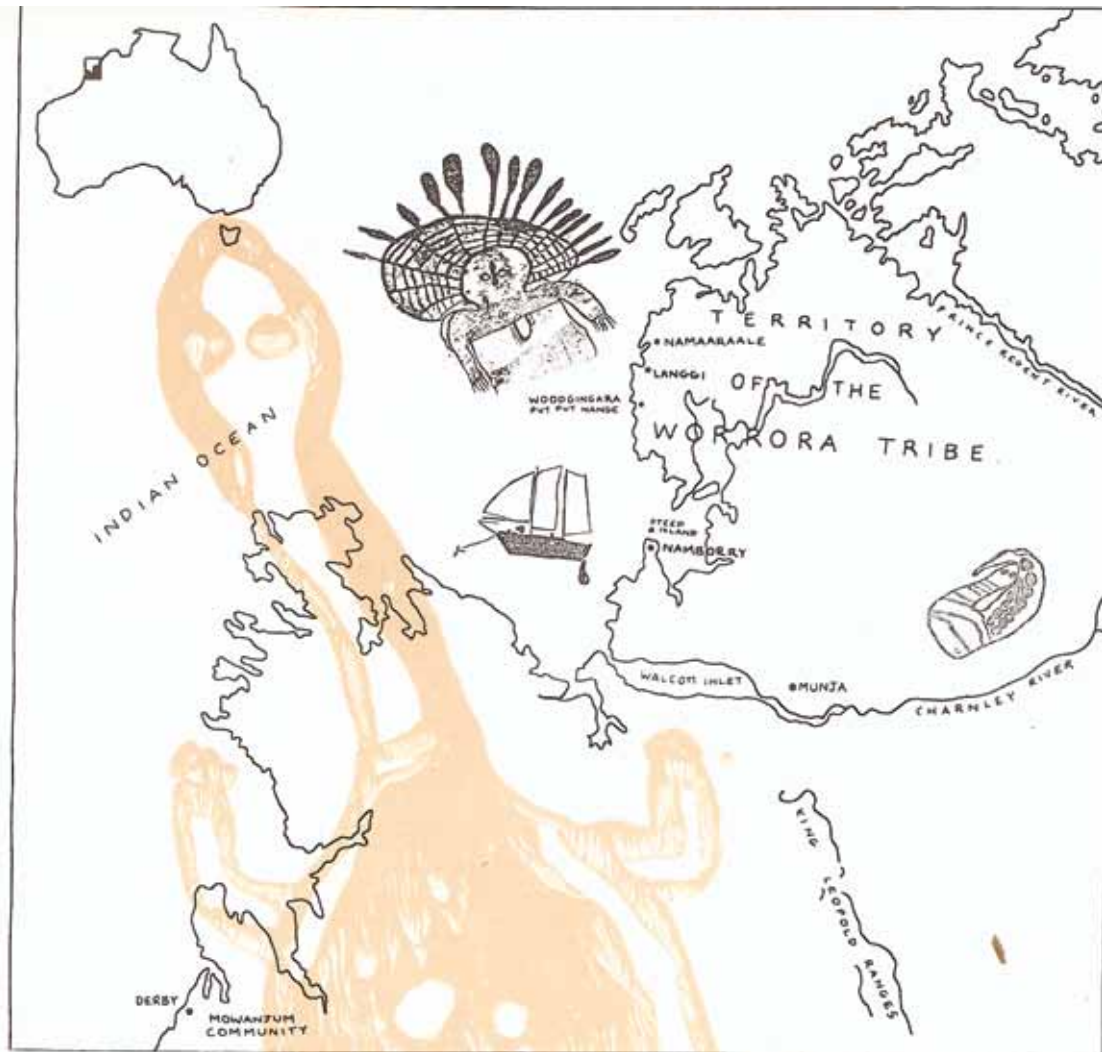 INDIAN OCEAN
TERRITORY
OF THE
WORRORA TRIBE.
PRINCE REGENT RIVER
NAMAARAALE
LANGGI
WOODGINGARA
PUT PUT NANGE
STEEP
ISLAND
NAMBORRY
WALCOTT INLET
MUNJA
CHARNLEY RIVER
KING LEOPOLD RANGES
DERBY
MOWANJUM
COMMUNITY